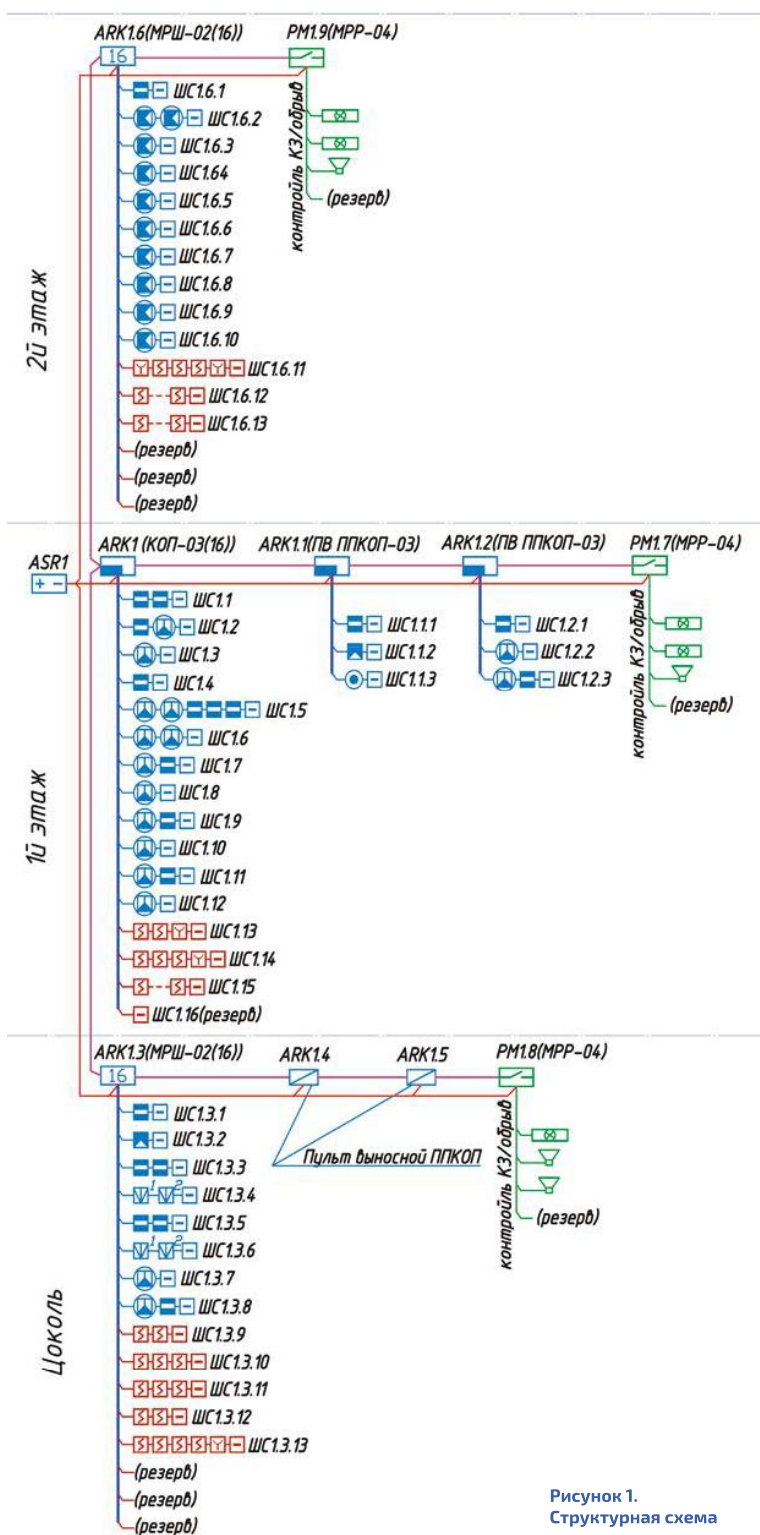 ARK1.6(МРШ-02(16))
PM1.9(МРР-04)
16
ШС1.6.1
ШС1.6.2
ШС1.6.3
ШС1.64
ШС1.6.5
ШС1.6.6
ШС1.6.7
ШС1.6.8
ШС1.6.9
ШС1.6.10
ШС1.6.11
ШС1.6.12
ШС1.6.13
(резерв)
(резерв)
(резерв)
контройль КЗ/обрыв
(резерв)
2й этаж
ASR1
+ -
ARK1 (КОП-03(16))
ARK1.1(ПВ ППКОП-03)
ARK1.2(ПВ ППКОП-03)
PM1.7(МРР-04)
ШС1.1
ШС1.2
ШС1.3
ШС1.4
ШС1.5
ШС1.6
ШС1.7
ШС1.8
ШС1.9
ШС1.10
ШС1.11
ШС1.12
ШС1.13
ШС1.14
ШС1.15
ШС1.16(резерв)
ШС1.1.1
ШС1.1.2
ШС1.1.3
ШС1.2.1
ШС1.2.2
ШС1.2.3
контройль КЗ/обрыв
(резерв)
1й этаж
ARK1.3(МРШ-02(16))
ARK1.4
ARK1.5
PM1.8(МРР-04)
16
ШС1.3.1
ШС1.3.2
ШС1.3.3
1 2 ШС1.3.4
ШС1.3.5
1 2 ШС1.3.6
ШС1.3.7
ШС1.3.8
ШС1.3.9
ШС1.3.10
ШС1.3.11
ШС1.3.12
ШС1.3.13
(резерв)
(резерв)
(резерв)
Пульт выносной ППКОП
контройль КЗ/обрыв
(резерв)
Цоколь
Рисунок 1.
Структурная схема